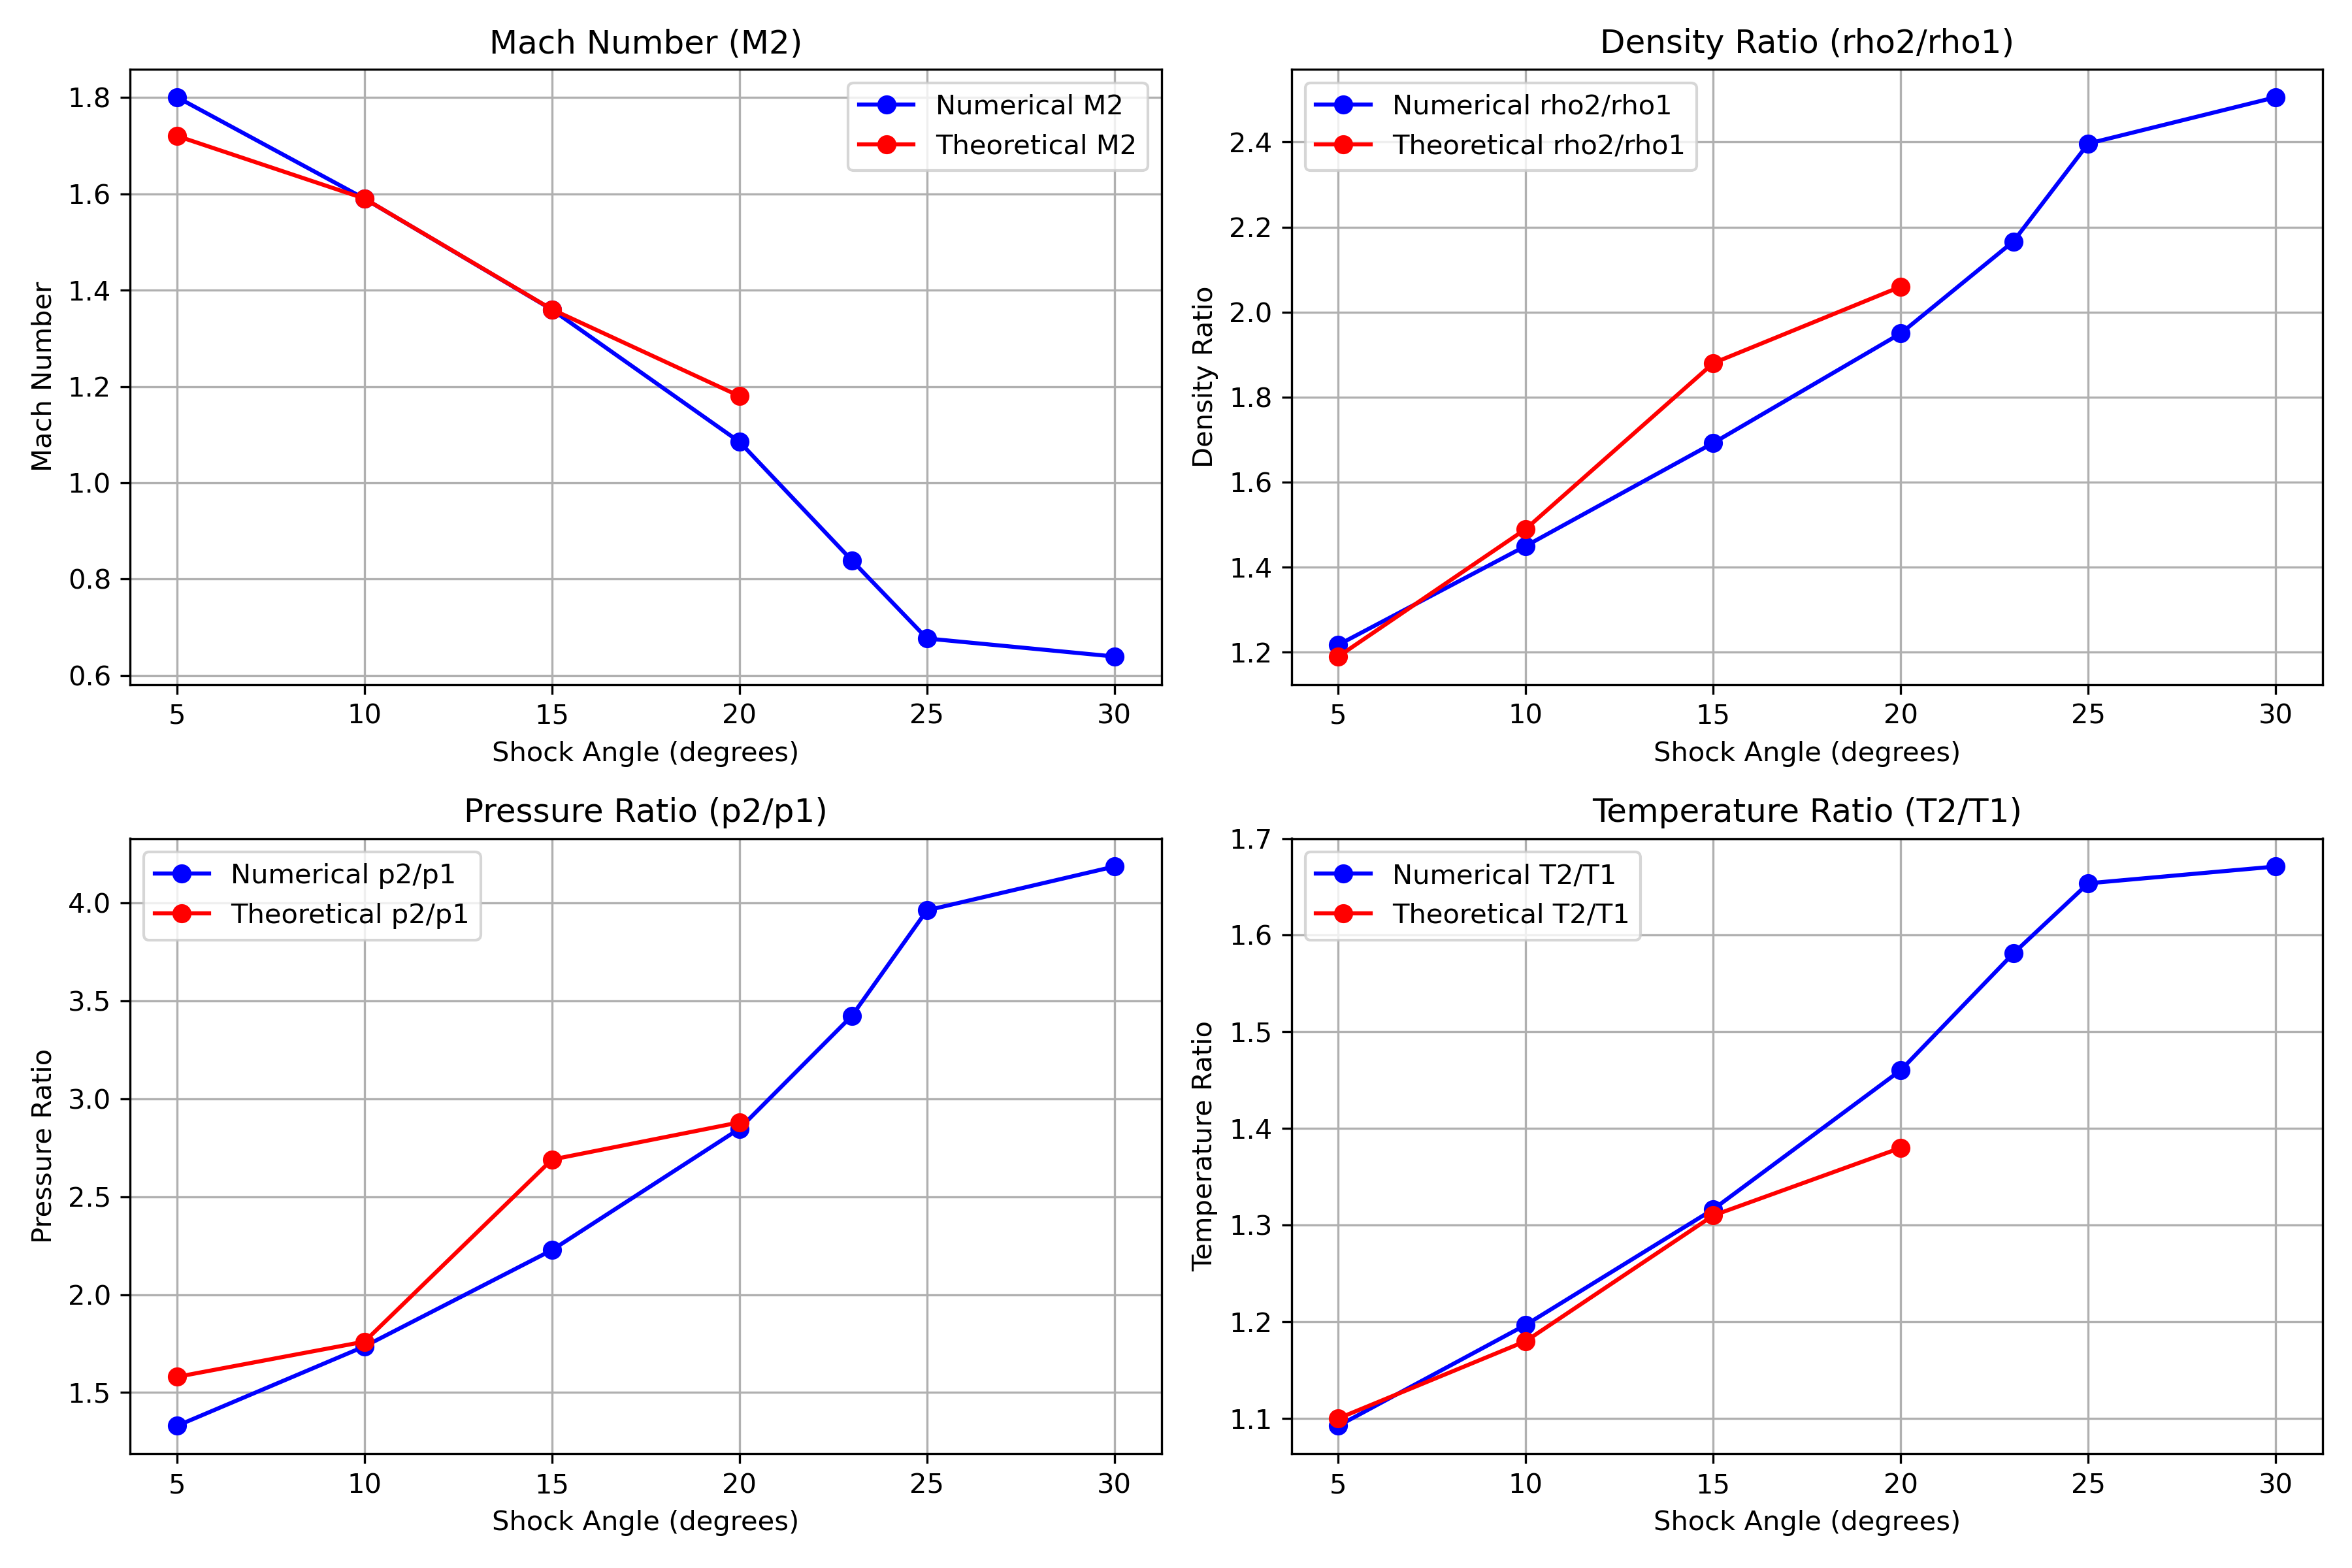 Mach Number (M2)
1.8
1.6
1.4
1.2
1.0
0.8
0.6
Mach Number
Numerical M2
Theoretical M2
5 10 15 20 25 30
Shock Angle (degrees)
Density Ratio (rho2/rho1)
2.4
2.2
2.0
1.8
1.6
1.4
1.2
Density Ratio
Numerical rho2/rho1
Theoretical rho2/rho1
5 10 15 20 25 30
Shock Angle (degrees)
Pressure Ratio (p2/p1)
4.0
3.5
3.0
2.5
2.0
1.5
Pressure Ratio
Numerical p2/p1
Theoretical p2/p1
5 10 15 20 25 30
Shock Angle (degrees)
Temperature Ratio (T2/T1)
1.7
1.6
1.5
1.4
1.3
1.2
1.1
Temperature Ratio
Numerical T2/T1
Theoretical T2/T1
5 10 15 20 25 30
Shock Angle (degrees)